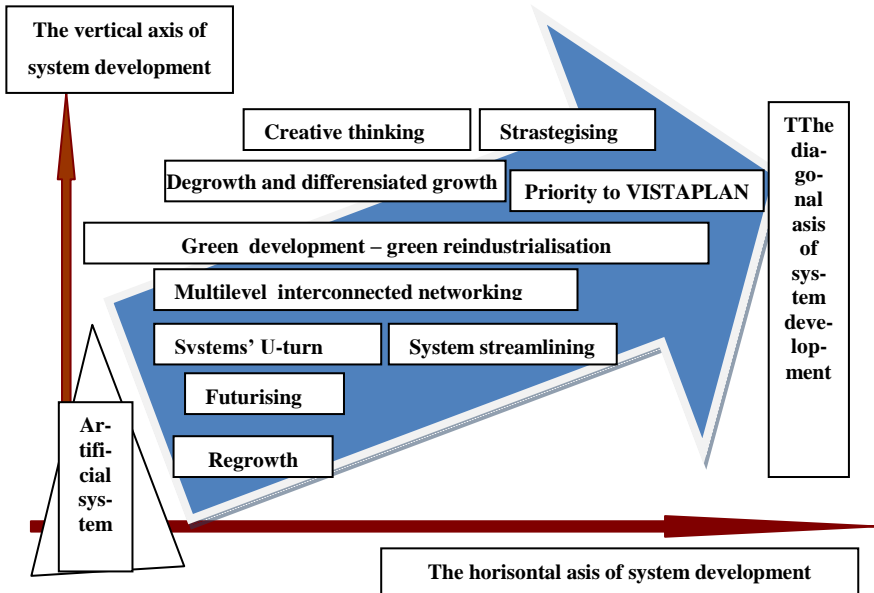 The vertical axis of
system development
Creative thinking
Strastegising
TThe
dia-
go-
nal
asis
of
sys-
tem
deve-
lop-
ment
Degrowth and differensiated growth
Priority to VISTAPLAN
Green development – green reindustrialisation
Multilevel interconnected networking
Systems' U-turn
System streamlining
Futurising
Ar-
tifi-
cial
sys-
tem
Regrowth
The horisontal asis of system development